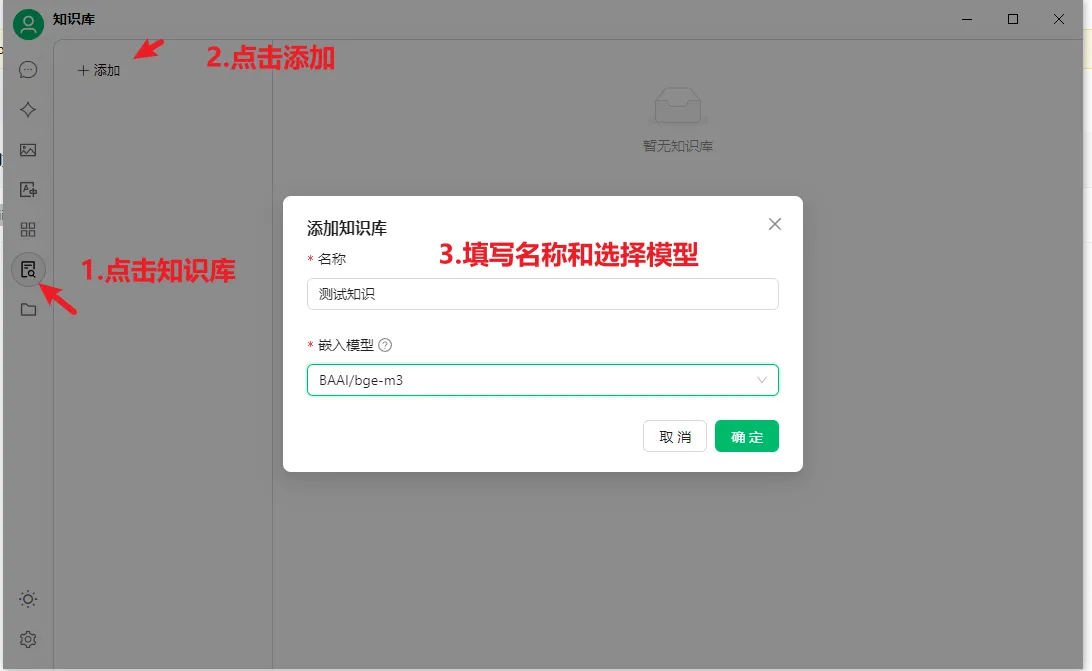 知识库
添加
2.点击添加
暂无知识库
添加知识库
3.填写名称和选择模型
* 名称
测试知识
1.点击知识库
* 嵌入模型
BAAI/bge-m3
取消
确定